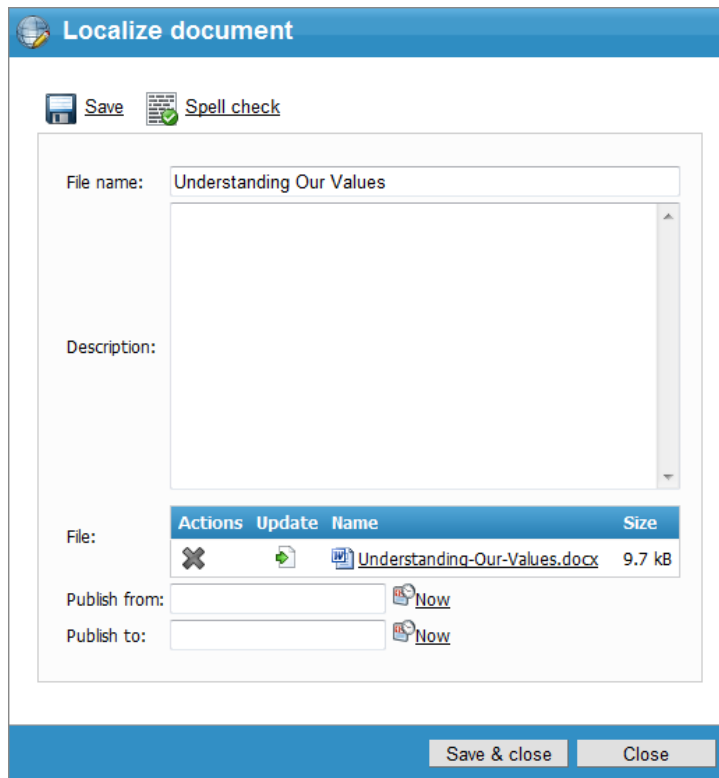 Localize document
Save Spell check
File name: Understanding Our Values
Description:
File:
Actions Update Name Size
Understanding-Our-Values.docx 9.7 kB
Publish from: Now
Publish to: Now
Save & close Close